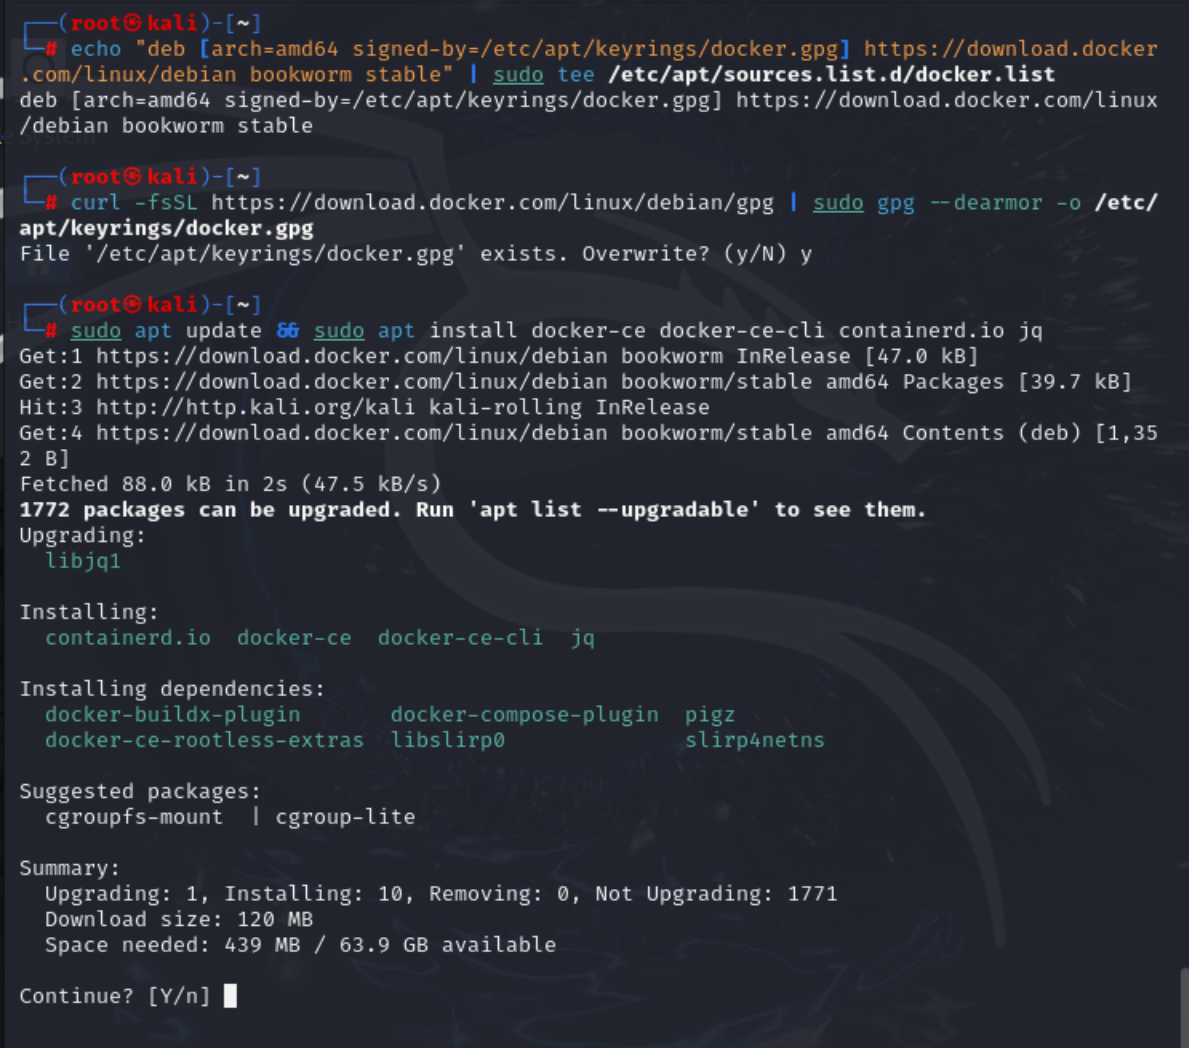 ┌──(root㉿kali)-[~]
└─# echo "deb [arch=amd64 signed-by=/etc/apt/keyrings/docker.gpg] https://download.docker
.com/linux/debian bookworm stable" | sudo tee /etc/apt/sources.list.d/docker.list
deb [arch=amd64 signed-by=/etc/apt/keyrings/docker.gpg] https://download.docker.com/linux
/debian bookworm stable
┌──(root㉿kali)-[~]
└─# curl -fsSL https://download.docker.com/linux/debian/gpg | sudo gpg --dearmor -o /etc/
apt/keyrings/docker.gpg
File '/etc/apt/keyrings/docker.gpg' exists. Overwrite? (y/N) y
┌──(root㉿kali)-[~]
└─# sudo apt update && sudo apt install docker-ce docker-ce-cli containerd.io jq
Get:1 https://download.docker.com/linux/debian bookworm InRelease [47.0 kB]
Get:2 https://download.docker.com/linux/debian bookworm/stable amd64 Packages [39.7 kB]
Hit:3 http://http.kali.org/kali kali-rolling InRelease
Get:4 https://download.docker.com/linux/debian bookworm/stable amd64 Contents (deb) [1,35
2 B]
Fetched 88.0 kB in 2s (47.5 kB/s)
1772 packages can be upgraded. Run 'apt list --upgradable' to see them.
Upgrading:
  libjq1
Installing:
  containerd.io  docker-ce  docker-ce-cli  jq
Installing dependencies:
  docker-buildx-plugin       docker-compose-plugin  pigz
  docker-ce-rootless-extras  libslirp0              slirp4netns
Suggested packages:
  cgroupfs-mount  | cgroup-lite
Summary:
  Upgrading: 1, Installing: 10, Removing: 0, Not Upgrading: 1771
  Download size: 120 MB
  Space needed: 439 MB / 63.9 GB available
Continue? [Y/n]